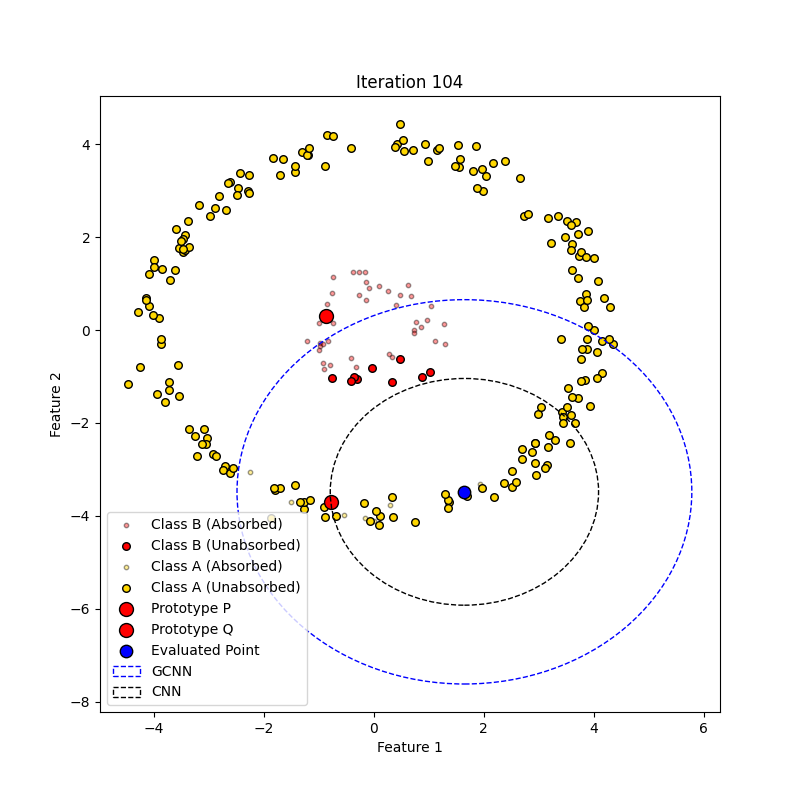 Iteration 104
4
2
0
−2
−4
−6
−8
Feature 2
Class B (Absorbed)
Class B (Unabsorbed)
Class A (Absorbed)
Class A (Unabsorbed)
Prototype P
Prototype Q
Evaluated Point
GCNN
CNN
−4 −2 0 2 4 6
Feature 1